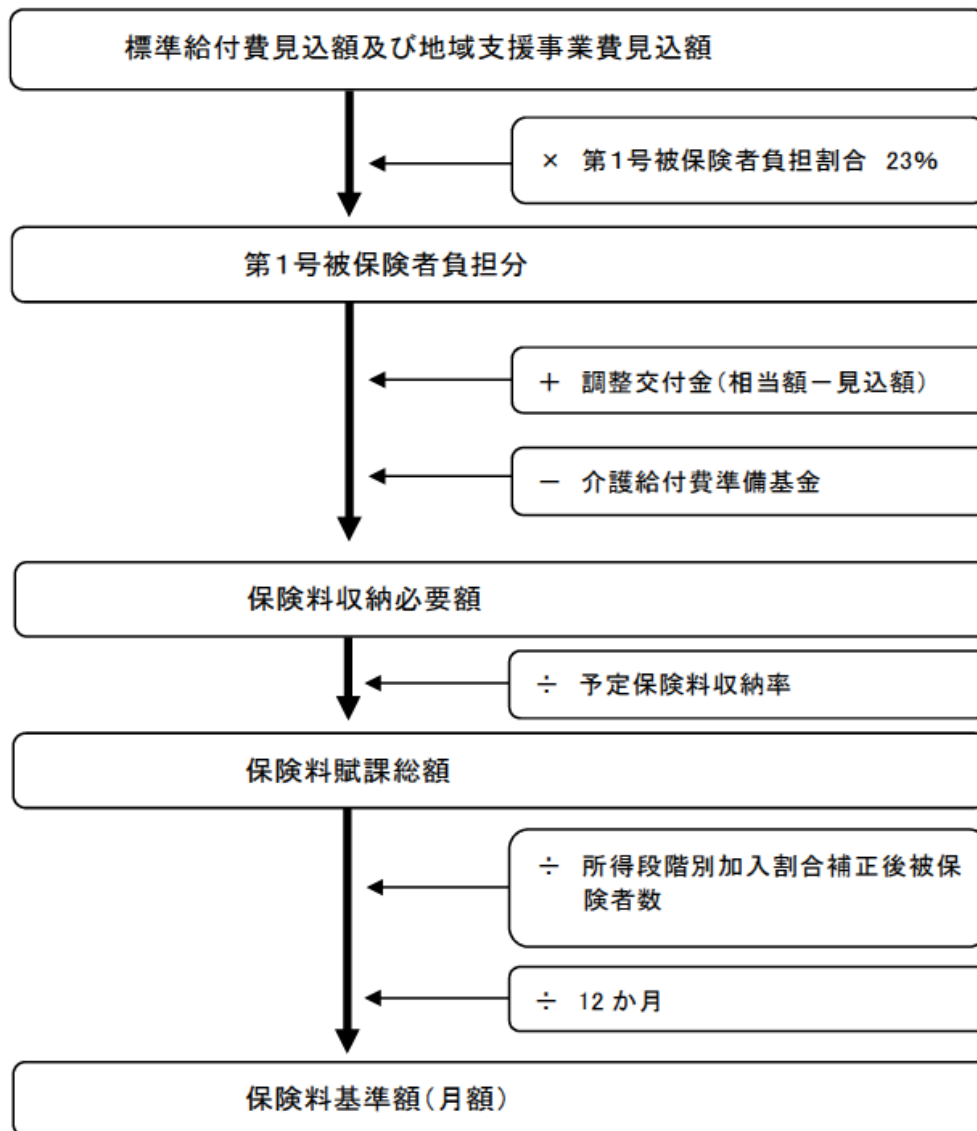 標準給付費見込額及び地域支援事業費見込額
× 第1号被保険者負担割合 23%
第1号被保険者負担分
+ 調整交付金(相当額-見込額)
- 介護給付費準備基金
保険料収納必要額
÷ 予定保険料収納率
保険料賦課総額
÷ 所得段階別加入割合補正後被保
険者数
÷ 12か月
保険料基準額(月額)